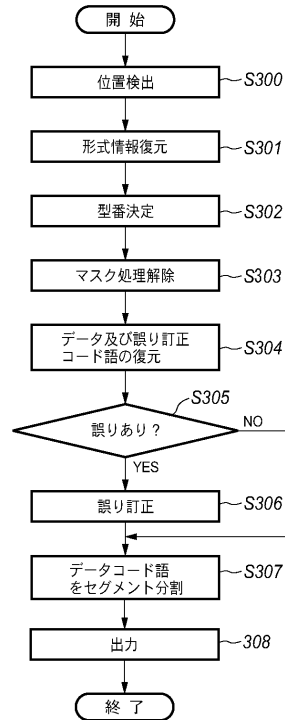 開始
位置検出
S300
形式情報復元
S301
型番決定
S302
マスク処理解除
S303
データ及び誤り訂正
コード語の復元
S304
S305
誤りあり？
NO
YES
誤り訂正
S306
データコード語
をセグメント分割
S307
出力
308
終了